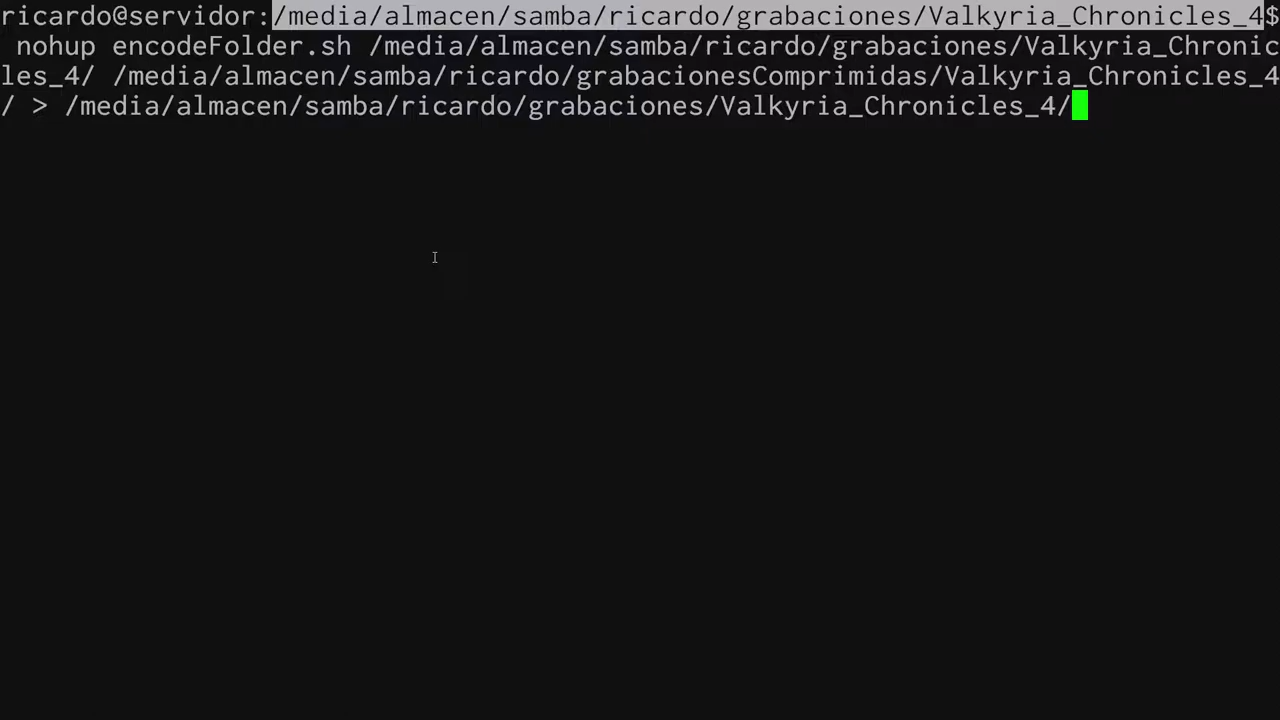 ricardo@servidor:/media/almacen/samba/ricardo/grabaciones/Valkyria_Chronicles_4$
nohup encodeFolder.sh /media/almacen/samba/ricardo/grabaciones/Valkyria_Chronic
les_4/ /media/almacen/samba/ricardo/grabacionesComprimidas/Valkyria_Chronicles_4
/ > /media/almacen/samba/ricardo/grabaciones/Valkyria_Chronicles_4/